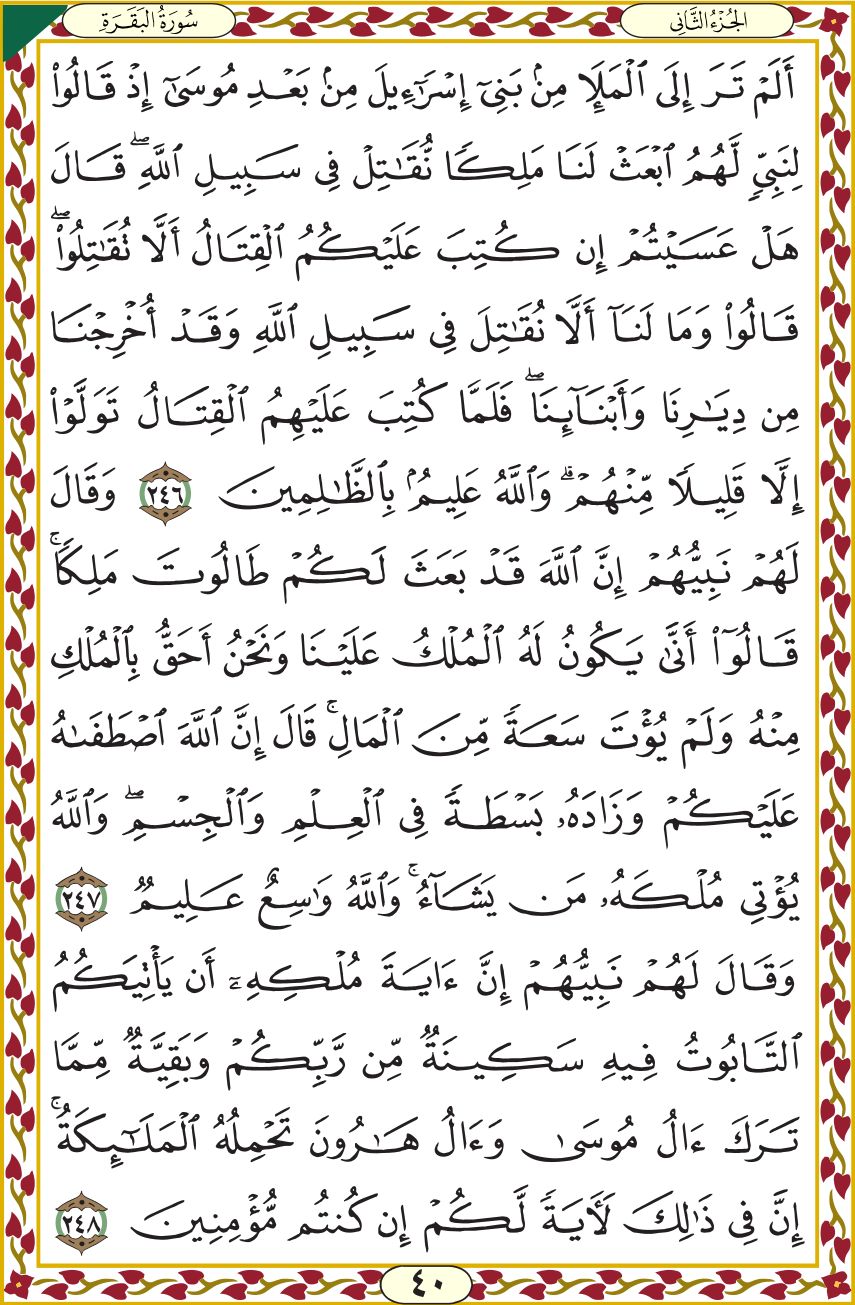 الجُزْءُ الثَّانِي
سُورَةُ البَقَرَةِ
أَلَمْ تَرَ إِلَى ٱلْمَلَإِ مِنۢ بَنِىٓ إِسْرَٰٓءِيلَ مِنۢ بَعْدِ مُوسَىٰٓ إِذْ قَالُوا۟
لِنَبِىٍّ لَّهُمُ ٱبْعَثْ لَنَا مَلِكًا نُّقَٰتِلْ فِى سَبِيلِ ٱللَّهِ ۖ قَالَ
هَلْ عَسَيْتُمْ إِن كُتِبَ عَلَيْكُمُ ٱلْقِتَالُ أَلَّا تُقَٰتِلُوا۟ ۖ
قَالُوا۟ وَمَا لَنَآ أَلَّا نُقَٰتِلَ فِى سَبِيلِ ٱللَّهِ وَقَدْ أُخْرِجْنَا
مِن دِيَٰرِنَا وَأَبْنَآئِنَا ۖ فَلَمَّا كُتِبَ عَلَيْهِمُ ٱلْقِتَالُ تَوَلَّوْا۟
إِلَّا قَلِيلًا مِّنْهُمْ ۗ وَٱللَّهُ عَلِيمٌۢ بِٱلظَّٰلِمِينَ ٢٤٦ وَقَالَ
لَهُمْ نَبِيُّهُمْ إِنَّ ٱللَّهَ قَدْ بَعَثَ لَكُمْ طَالُوتَ مَلِكًا ۚ
قَالُوٓا۟ أَنَّىٰ يَكُونُ لَهُ ٱلْمُلْكُ عَلَيْنَا وَنَحْنُ أَحَقُّ بِٱلْمُلْكِ
مِنْهُ وَلَمْ يُؤْتَ سَعَةً مِّنَ ٱلْمَالِ ۚ قَالَ إِنَّ ٱللَّهَ ٱصْطَفَىٰهُ
عَلَيْكُمْ وَزَادَهُۥ بَسْطَةً فِى ٱلْعِلْمِ وَٱلْجِسْمِ ۖ وَٱللَّهُ
يُؤْتِى مُلْكَهُۥ مَن يَشَآءُ ۚ وَٱللَّهُ وَٰسِعٌ عَلِيمٌ ٢٤٧
وَقَالَ لَهُمْ نَبِيُّهُمْ إِنَّ ءَايَةَ مُلْكِهِۦٓ أَن يَأْتِيَكُمُ
ٱلتَّابُوتُ فِيهِ سَكِينَةٌ مِّن رَّبِّكُمْ وَبَقِيَّةٌ مِّمَّا
تَرَكَ ءَالُ مُوسَىٰ وَءَالُ هَٰرُونَ تَحْمِلُهُ ٱلْمَلَٰٓئِكَةُ ۚ
إِنَّ فِى ذَٰلِكَ لَءَايَةً لَّكُمْ إِن كُنتُم مُّؤْمِنِينَ ٢٤٨
٤٠